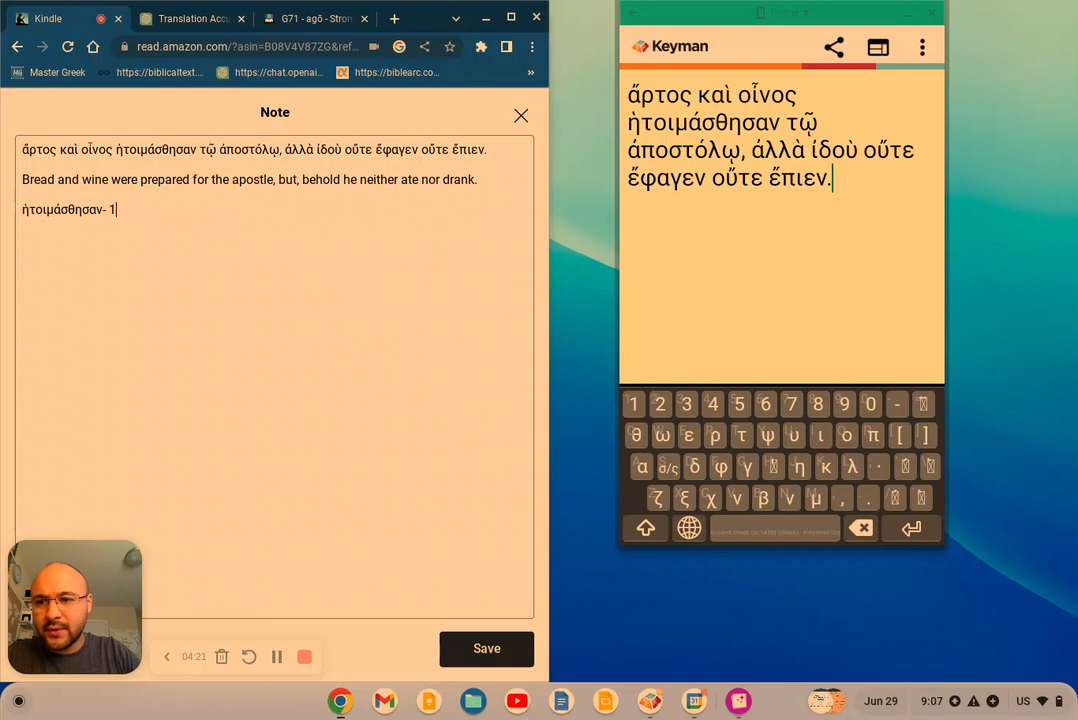 Kindle
Translation Accu
G71 - agō - Stron
read.amazon.com/?asin=B08V4V87ZG&ref...
Master Greek
https://biblicaltext....
https://chat.openai...
https://biblearc.co...
»
Note
ἄρτος καὶ οἶνος ἡτοιμάσθησαν τῷ ἀποστόλῳ, ἀλλὰ ἰδοὺ οὔτε ἔφαγεν οὔτε ἔπιεν.
Bread and wine were prepared for the apostle, but, behold he neither ate nor drank.
ἡτοιμάσθησαν- 1
04:21
Save
Keyman
ἄρτος καὶ οἶνος
ἡτοιμάσθησαν τῷ
ἀποστόλῳ, ἀλλὰ ἰδοὺ οὔτε
ἔφαγεν οὔτε ἔπιεν.
1 2 3 4 5 6 7 8 9 0 -
θ ω ε ρ τ ψ υ ι ο π [ ]
α σ/ς δ φ γ η κ λ ·
ζ ξ χ ν β ν μ , .
Jun 29
9:07
US